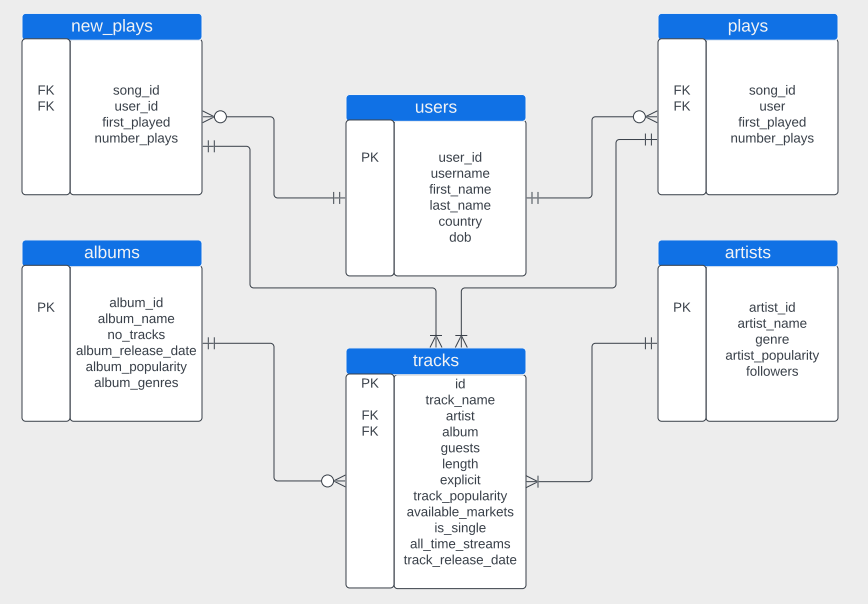 new_plays
FK song_id
FK user_id
first_played
number_plays
users
PK user_id
username
first_name
last_name
country
dob
plays
FK song_id
FK user
first_played
number_plays
albums
PK album_id
album_name
no_tracks
album_release_date
album_popularity
album_genres
tracks
PK id
track_name
FK artist
FK album
guests
length
explicit
track_popularity
available_markets
is_single
all_time_streams
track_release_date
artists
PK artist_id
artist_name
genre
artist_popularity
followers